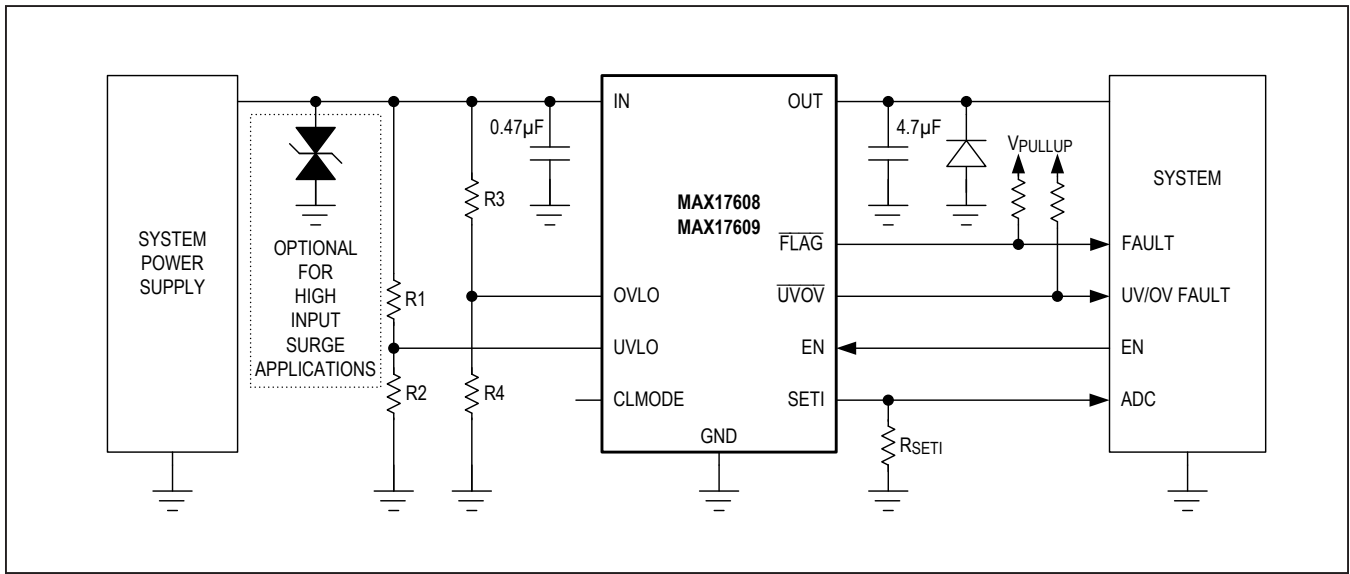 SYSTEM
POWER
SUPPLY
OPTIONAL
FOR
HIGH
INPUT
SURGE
APPLICATIONS
R1
R2
R3
R4
0.47µF
IN
OVLO
UVLO
CLMODE
MAX17608
MAX17609
GND
OUT
FLAG
UVOV
EN
SETI
4.7µF
VPULLUP
RSETI
SYSTEM
FAULT
UV/OV FAULT
EN
ADC